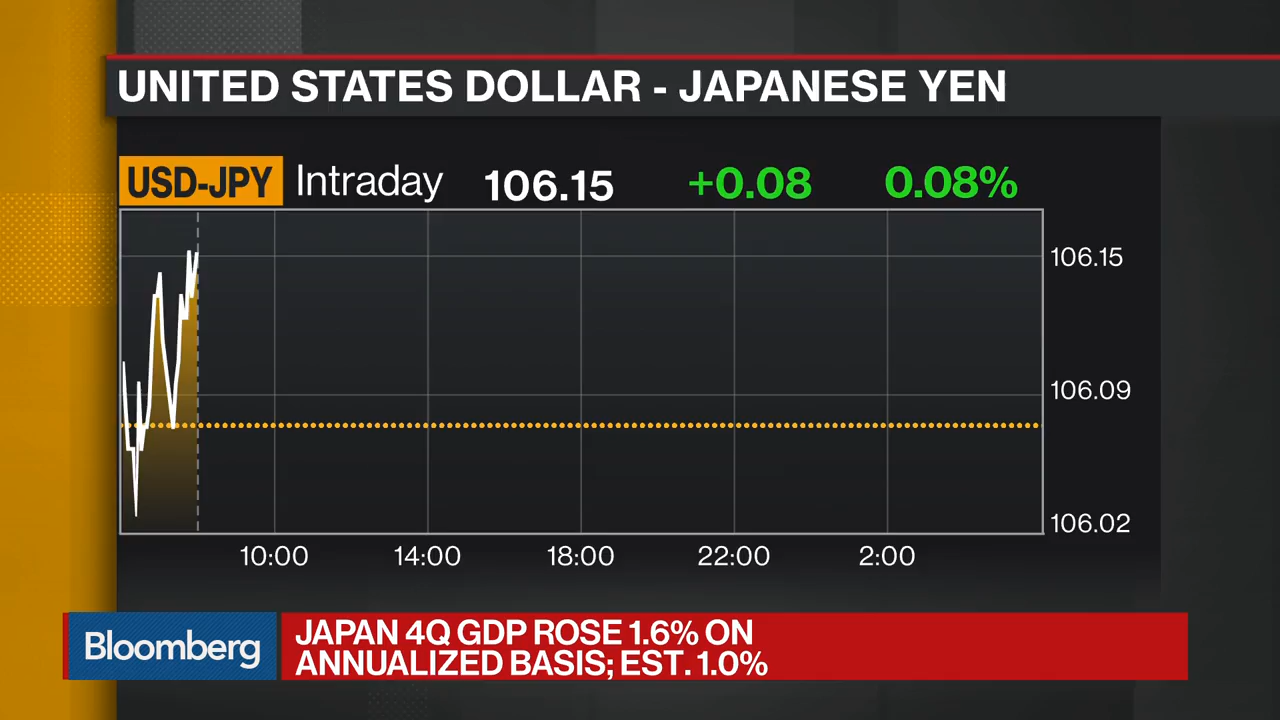 UNITED STATES DOLLAR - JAPANESE YEN
USD-JPY Intraday 106.15 +0.08 0.08%
106.15
106.09
106.02
10:00 14:00 18:00 22:00 2:00
Bloomberg
JAPAN 4Q GDP ROSE 1.6% ON
ANNUALIZED BASIS; EST. 1.0%